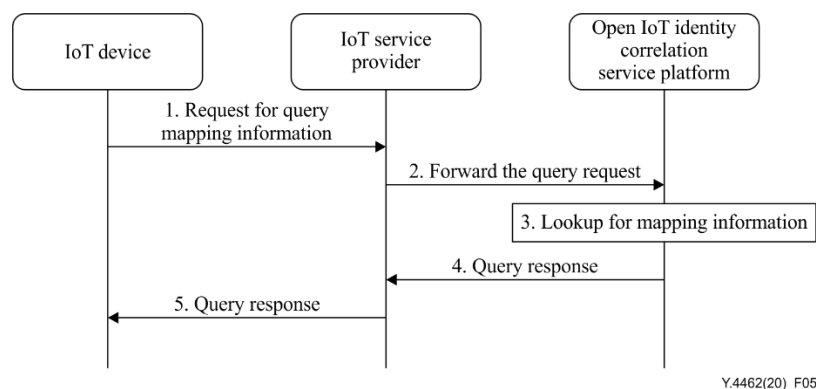 IoT device
IoT service
provider
Open IoT identity
correlation
service platform
1. Request for query
mapping information
2. Forward the query request
3. Lookup for mapping information
4. Query response
5. Query response
Y.4462(20)_F05